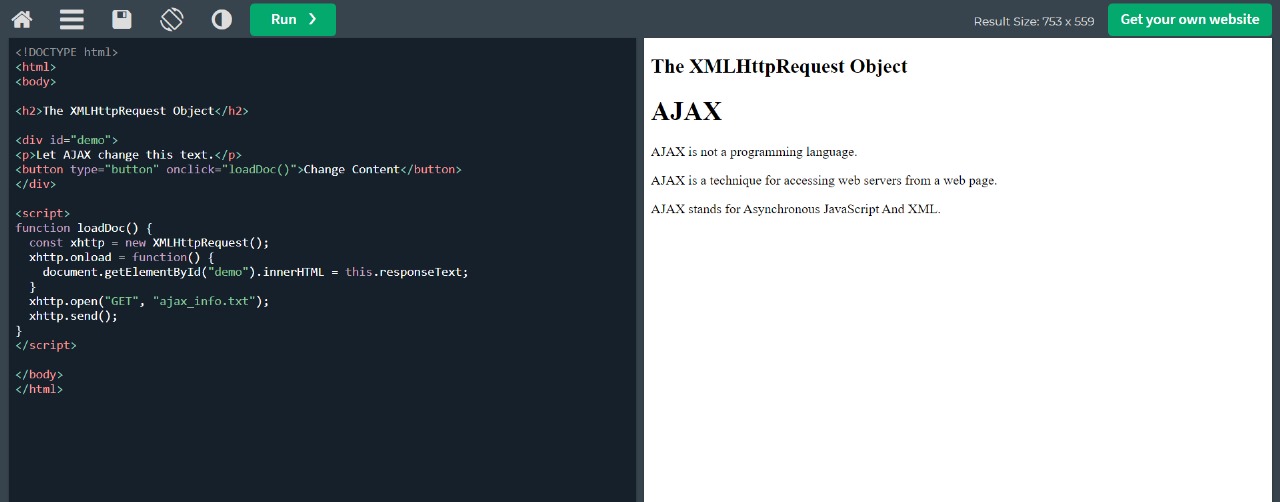 Run ❯
Result Size: 753 x 559
Get your own website
<!DOCTYPE html>
<html>
<body>
<h2>The XMLHttpRequest Object</h2>
<div id="demo">
<p>Let AJAX change this text.</p>
<button type="button" onclick="loadDoc()">Change Content</button>
</div>
<script>
function loadDoc() {
  const xhttp = new XMLHttpRequest();
  xhttp.onload = function() {
    document.getElementById("demo").innerHTML = this.responseText;
  }
  xhttp.open("GET", "ajax_info.txt");
  xhttp.send();
}
</script>
</body>
</html>
The XMLHttpRequest Object
AJAX
AJAX is not a programming language.
AJAX is a technique for accessing web servers from a web page.
AJAX stands for Asynchronous JavaScript And XML.